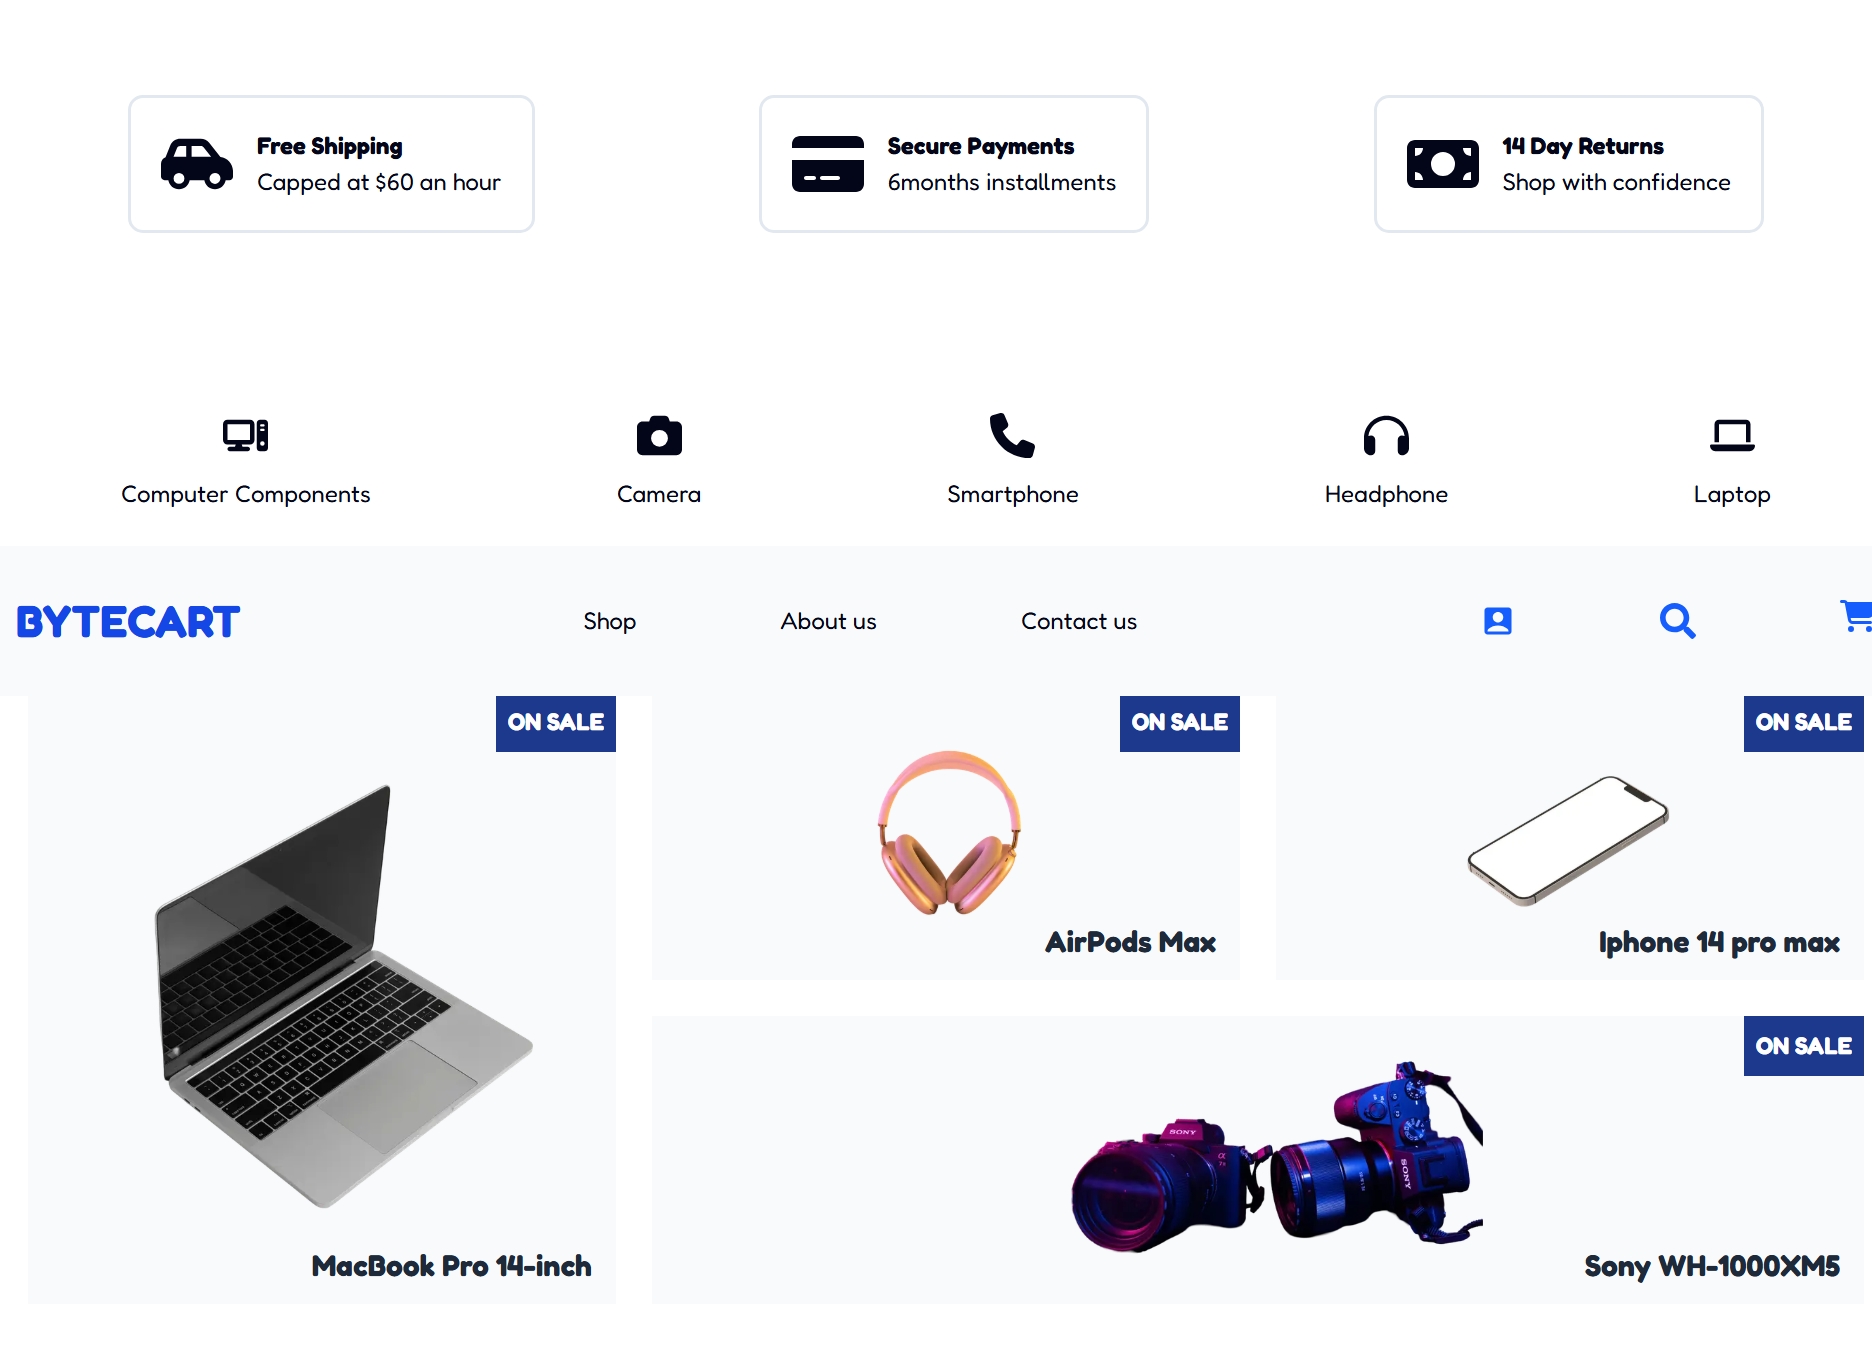 Free Shipping
Capped at $60 an hour
Secure Payments
6months installments
14 Day Returns
Shop with confidence
Computer Components
Camera
Smartphone
Headphone
Laptop
BYTECART
Shop
About us
Contact us
ON SALE
MacBook Pro 14-inch
ON SALE
AirPods Max
ON SALE
Iphone 14 pro max
ON SALE
SONY
SONY
Sony WH-1000XM5